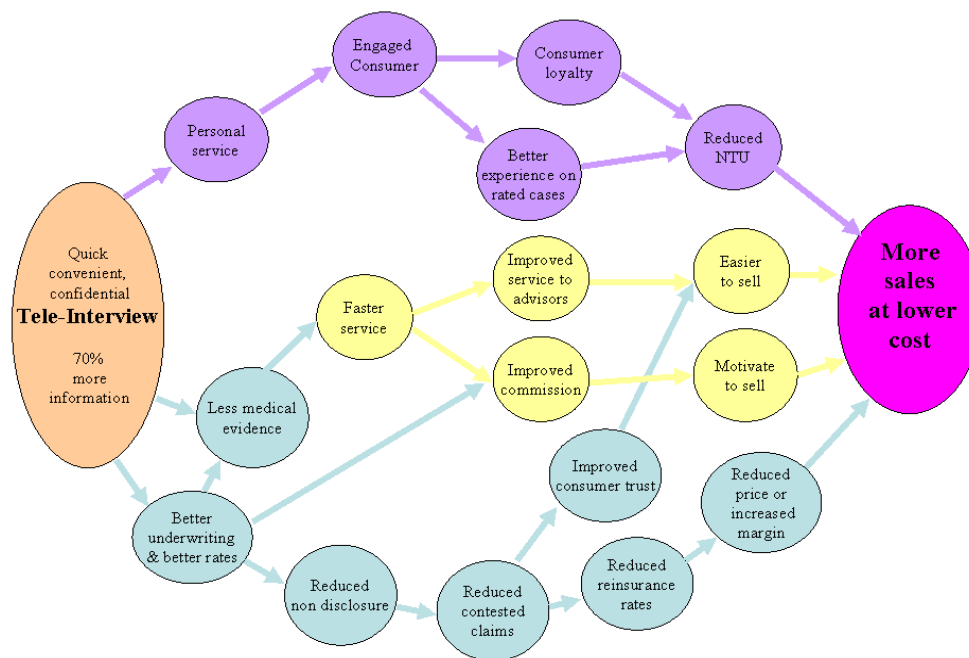 Engaged
Consumer
Consumer
loyalty
Personal
service
Reduced
NTU
Better
experience on
rated cases
Quick
convenient,
confidential
Tele-Interview
70%
more
information
More
sales
at lower
cost
Improved
service to
advisors
Easier
to sell
Faster
service
Improved
commission
Motivate
to sell
Less medical
evidence
Improved
consumer trust
Reduced
price or
increased
margin
Better
underwriting
& better rates
Reduced
non disclosure
Reduced
contested
claims
Reduced
reinsurance
rates